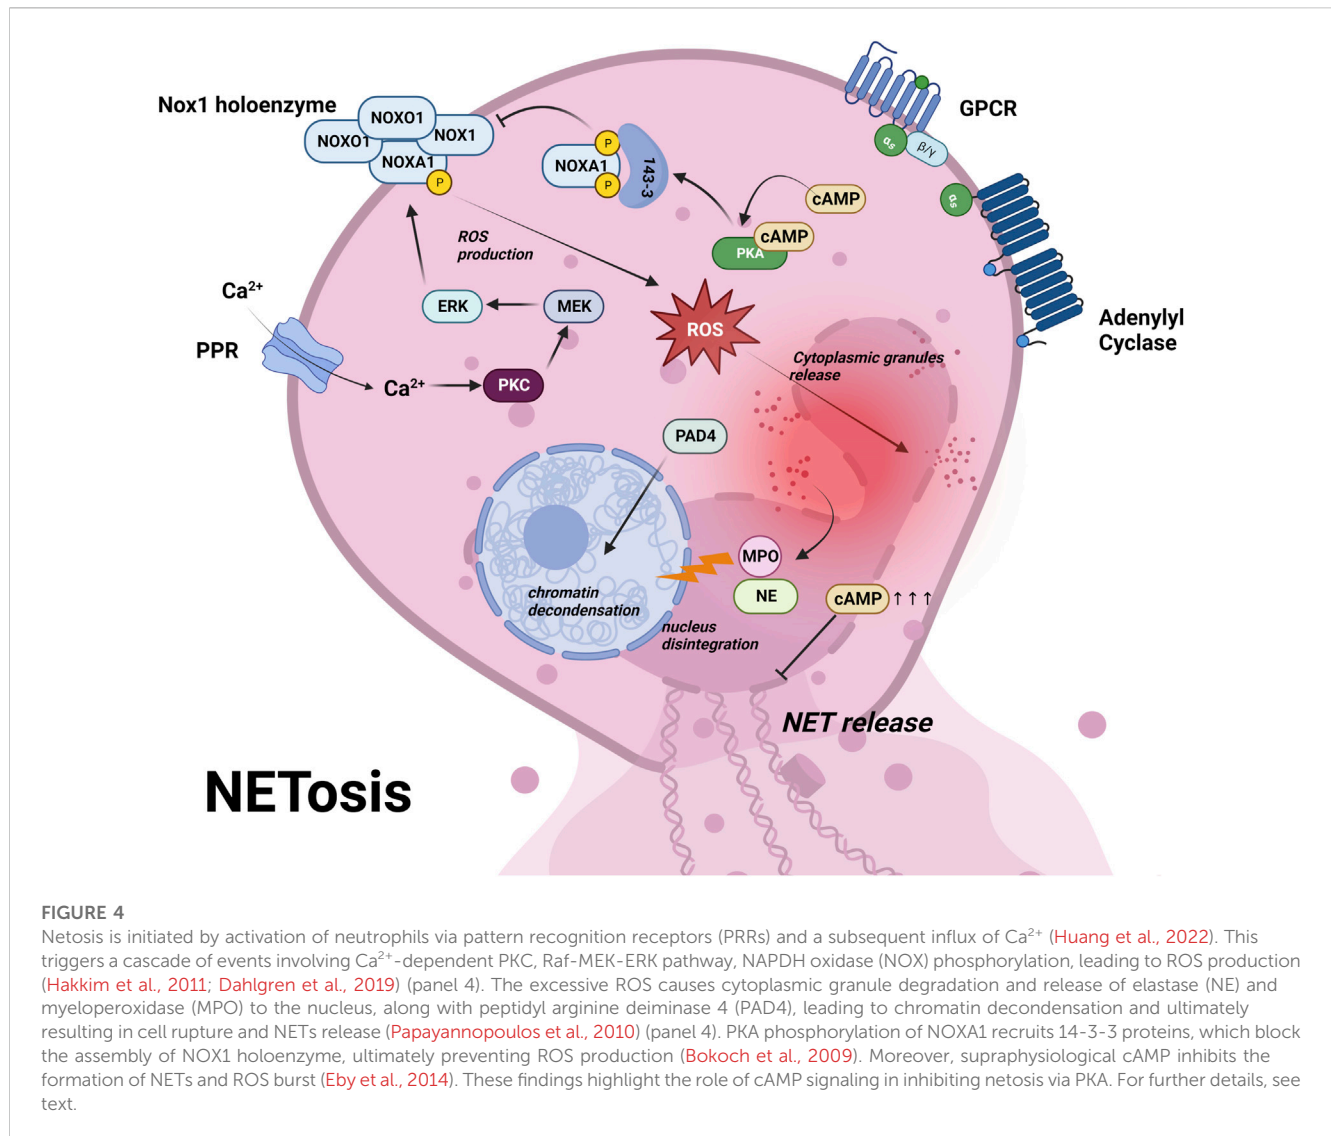 Nox1 holoenzyme
NOXO1
NOXO1
NOX1
NOXA1
P
NOXA1
P
P
143-3
cAMP
cAMP
PKA
GPCR
αs
β/γ
αs
Adenylyl
Cyclase
ROS
production
Ca²⁺
PPR
ERK
MEK
Ca²⁺
PKC
ROS
Cytoplasmic granules
release
PAD4
chromatin
decondensation
MPO
NE
nucleus
disintegration
cAMP ↑↑↑
NET release
NETosis
FIGURE 4
Netosis is initiated by activation of neutrophils via pattern recognition receptors (PRRs) and a subsequent influx of Ca²⁺ (Huang et al., 2022). This
triggers a cascade of events involving Ca²⁺-dependent PKC, Raf-MEK-ERK pathway, NAPDH oxidase (NOX) phosphorylation, leading to ROS production
(Hakkim et al., 2011; Dahlgren et al., 2019) (panel 4). The excessive ROS causes cytoplasmic granule degradation and release of elastase (NE) and
myeloperoxidase (MPO) to the nucleus, along with peptidyl arginine deiminase 4 (PAD4), leading to chromatin decondensation and ultimately
resulting in cell rupture and NETs release (Papayannopoulos et al., 2010) (panel 4). PKA phosphorylation of NOXA1 recruits 14-3-3 proteins, which block
the assembly of NOX1 holoenzyme, ultimately preventing ROS production (Bokoch et al., 2009). Moreover, supraphysiological cAMP inhibits the
formation of NETs and ROS burst (Eby et al., 2014). These findings highlight the role of cAMP signaling in inhibiting netosis via PKA. For further details, see
text.